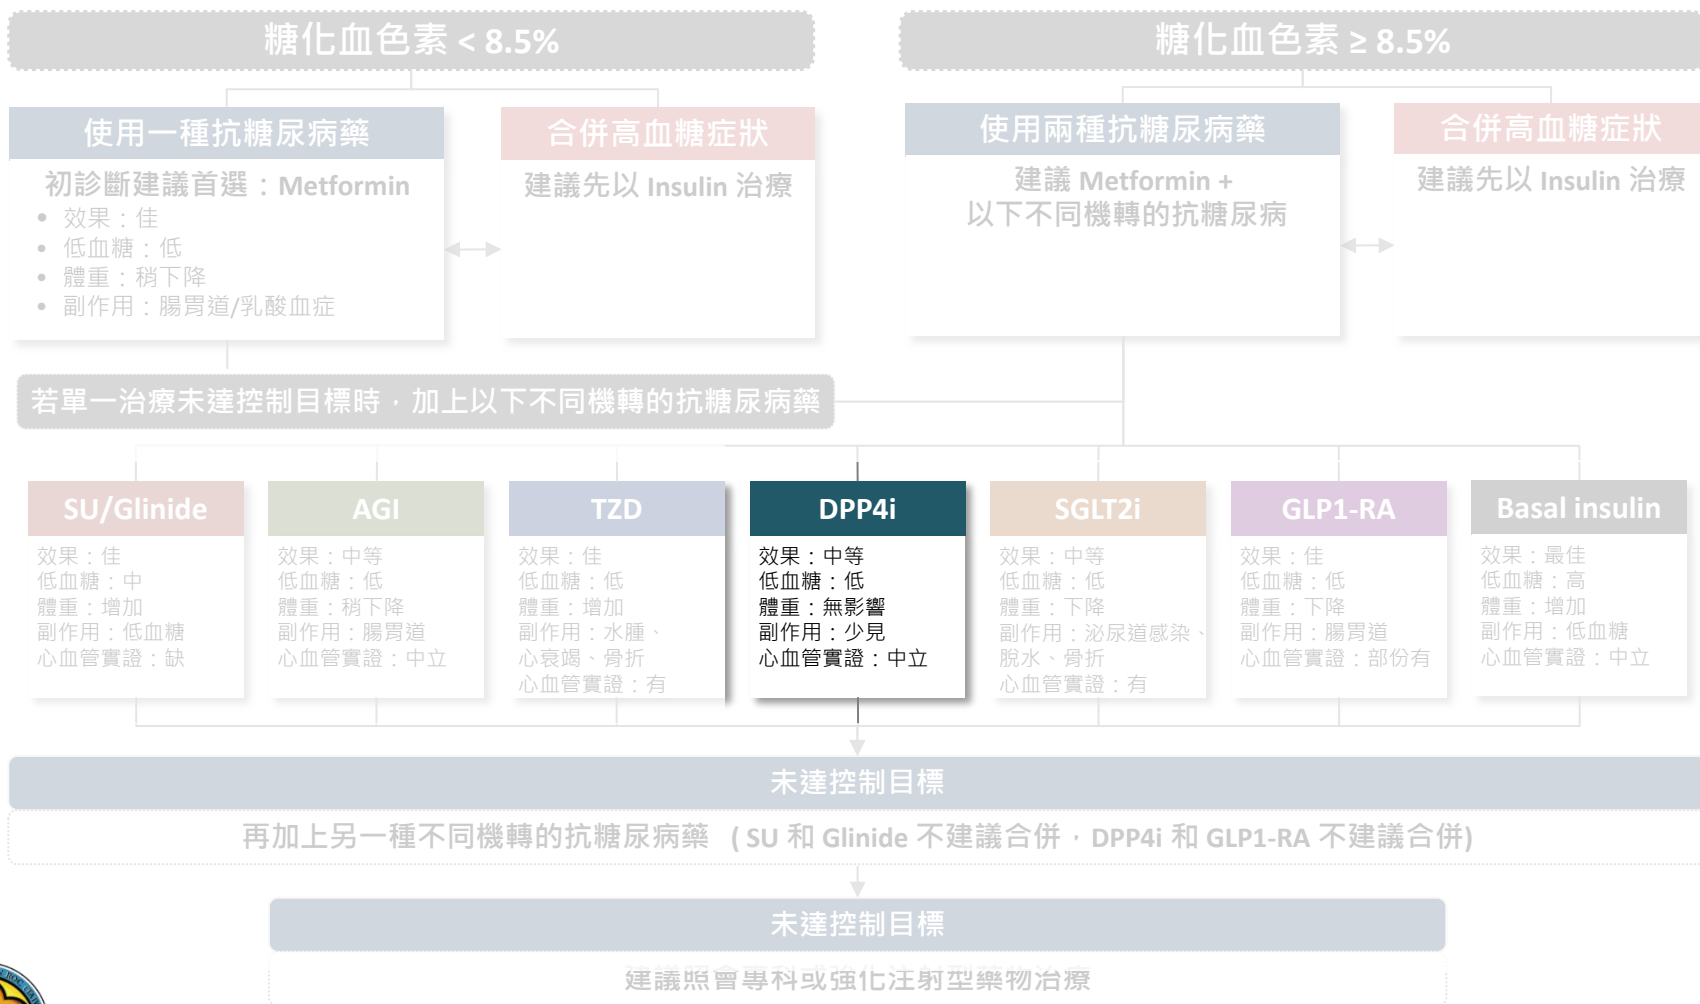 糖化血色素 < 8.5%
糖化血色素 ≥ 8.5%
使用一種抗糖尿病藥
初診斷建議首選：Metformin
• 效果：佳
• 低血糖：低
• 體重：稍下降
• 副作用：腸胃道/乳酸血症
合併高血糖症狀
建議先以 Insulin 治療
使用兩種抗糖尿病藥
建議 Metformin +
以下不同機轉的抗糖尿病
合併高血糖症狀
建議先以 Insulin 治療
若單一治療未達控制目標時，加上以下不同機轉的抗糖尿病藥
SU/Glinide
效果：佳
低血糖：中
體重：增加
副作用：低血糖
心血管實證：缺
AGI
效果：中等
低血糖：低
體重：稍下降
副作用：腸胃道
心血管實證：中立
TZD
效果：佳
低血糖：低
體重：增加
副作用：水腫、
心衰竭、骨折
心血管實證：有
DPP4i
效果：中等
低血糖：低
體重：無影響
副作用：少見
心血管實證：中立
SGLT2i
效果：中等
低血糖：低
體重：下降
副作用：泌尿道感染、
脫水、骨折
心血管實證：有
GLP1-RA
效果：佳
低血糖：低
體重：下降
副作用：腸胃道
心血管實證：部份有
Basal insulin
效果：最佳
低血糖：高
體重：增加
副作用：低血糖
心血管實證：中立
未達控制目標
再加上另一種不同機轉的抗糖尿病藥 ( SU 和 Glinide 不建議合併，DPP4i 和 GLP1-RA 不建議合併)
未達控制目標
建議照會專科或強化注射型藥物治療